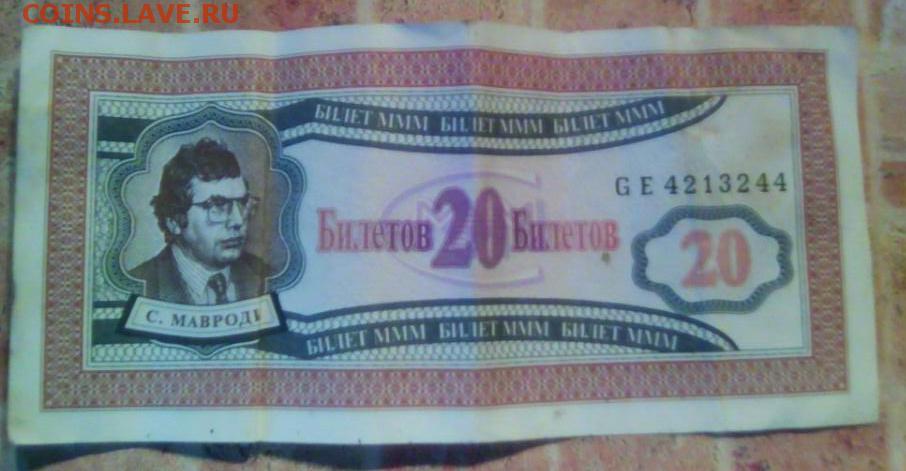 COINS.LAVE.RU
БИЛЕТ МММ БИЛЕТ МММ БИЛЕТ МММ
GE 4213244
Билетов 20 Билетов
20
С. МАВРОДИ
БИЛЕТ МММ БИЛЕТ МММ БИЛЕТ МММ